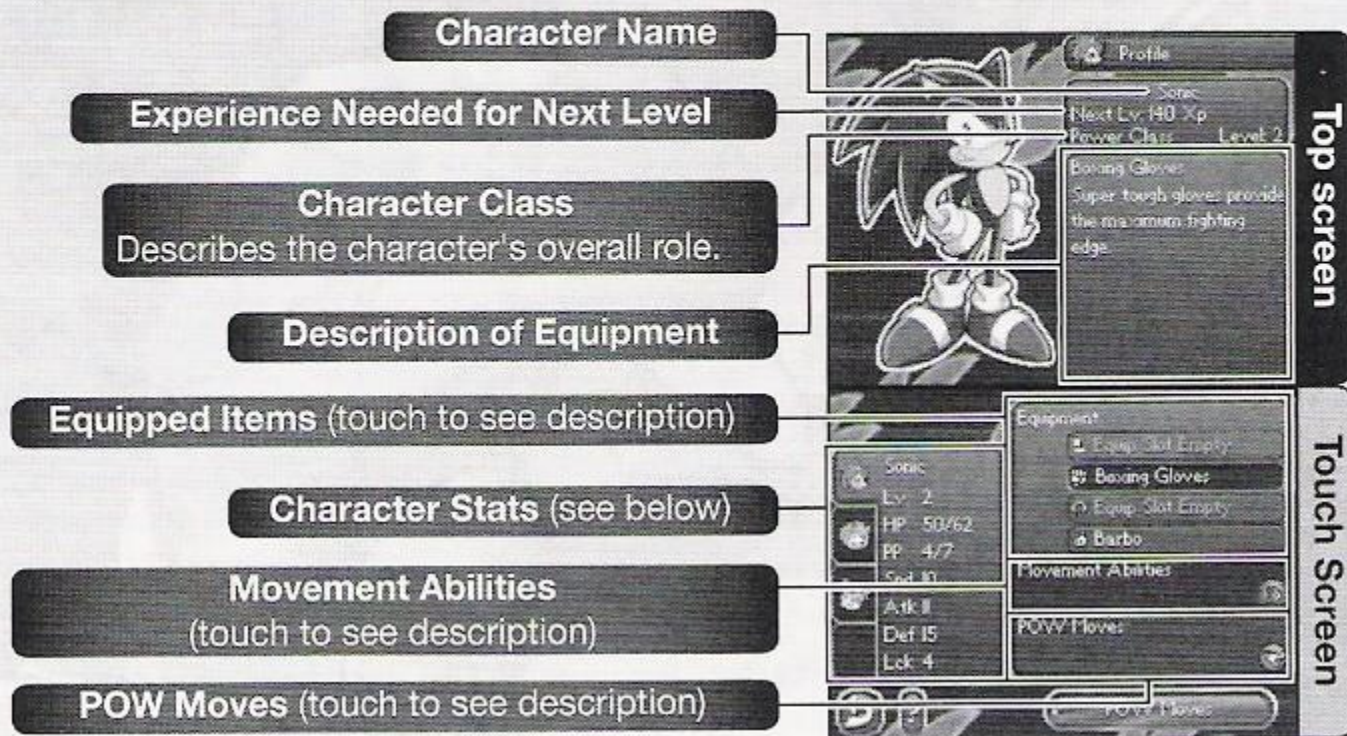 Character Name
Experience Needed for Next Level
Character Class
Describes the character's overall role.
Description of Equipment
Equipped Items (touch to see description)
Character Stats (see below)
Movement Abilities
(touch to see description)
POW Moves (touch to see description)
Profile
Sonic
Next Lv: 140 Xp
Power Class Level: 2
Boxing Gloves
Super tough gloves provide
the maximum fighting
edge.
Top screen
Equipment
Equip Slot Empty
Boxing Gloves
Equip Slot Empty
Barbo
Sonic
Lv 2
HP 50/62
PP 4/7
Spd 10
Atk 11
Def 15
Lck 4
Movement Abilities
POW Moves
?
POW Moves
Touch Screen